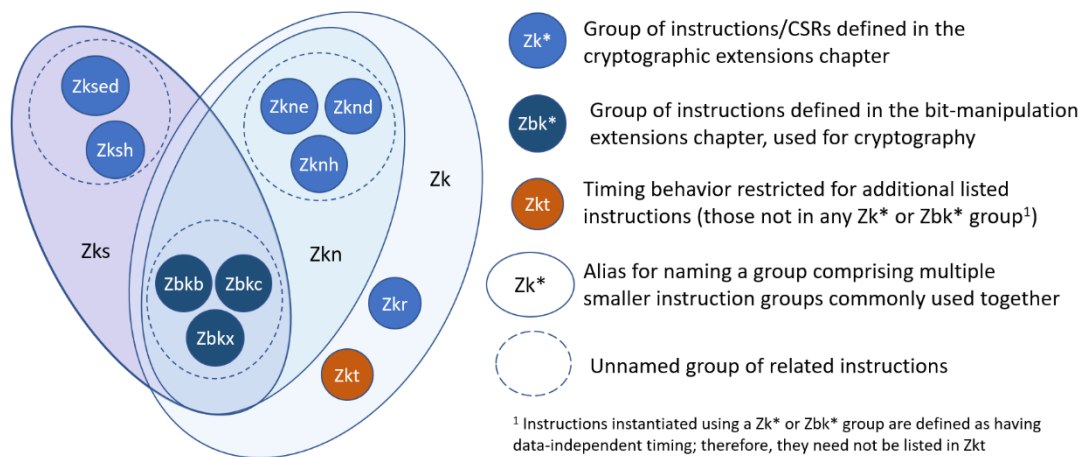 Zksed
Zksh
Zks
Zkne
Zknd
Zknh
Zk
Zkn
Zbkb
Zbkc
Zbkx
Zkr
Zkt
Zk*
Group of instructions/CSRs defined in the
cryptographic extensions chapter
Zbk*
Group of instructions defined in the bit-manipulation
extensions chapter, used for cryptography
Zkt
Timing behavior restricted for additional listed
instructions (those not in any Zk* or Zbk* group¹)
Zk*
Alias for naming a group comprising multiple
smaller instruction groups commonly used together
Unnamed group of related instructions
¹ Instructions instantiated using a Zk* or Zbk* group are defined as having
data-independent timing; therefore, they need not be listed in Zkt